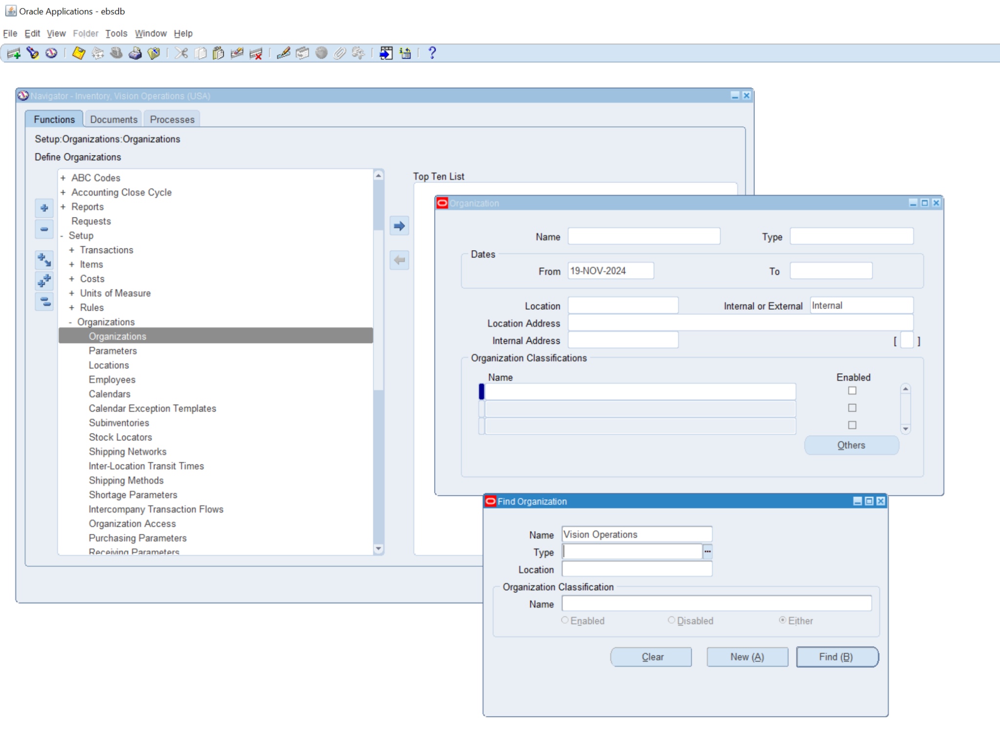 Oracle Applications - ebsdb
File Edit View Folder Tools Window Help
Navigator - Inventory, Vision Operations (USA)
Functions Documents Processes
Setup:Organizations:Organizations
Define Organizations
+ ABC Codes
+ Accounting Close Cycle
+ Reports
Requests
- Setup
+ Transactions
+ Items
+ Costs
+ Units of Measure
+ Rules
- Organizations
Organizations
Parameters
Locations
Employees
Calendars
Calendar Exception Templates
Subinventories
Stock Locators
Shipping Networks
Inter-Location Transit Times
Shipping Methods
Shortage Parameters
Intercompany Transaction Flows
Organization Access
Purchasing Parameters
Receiving Parameters
Top Ten List
Organization
Name Type
Dates
From 19-NOV-2024 To
Location Internal or External Internal
Location Address
Internal Address [ ]
Organization Classifications
Name Enabled
Others
Find Organization
Name Vision Operations
Type ...
Location
Organization Classification
Name
Enabled Disabled Either
Clear New (A) Find (B)